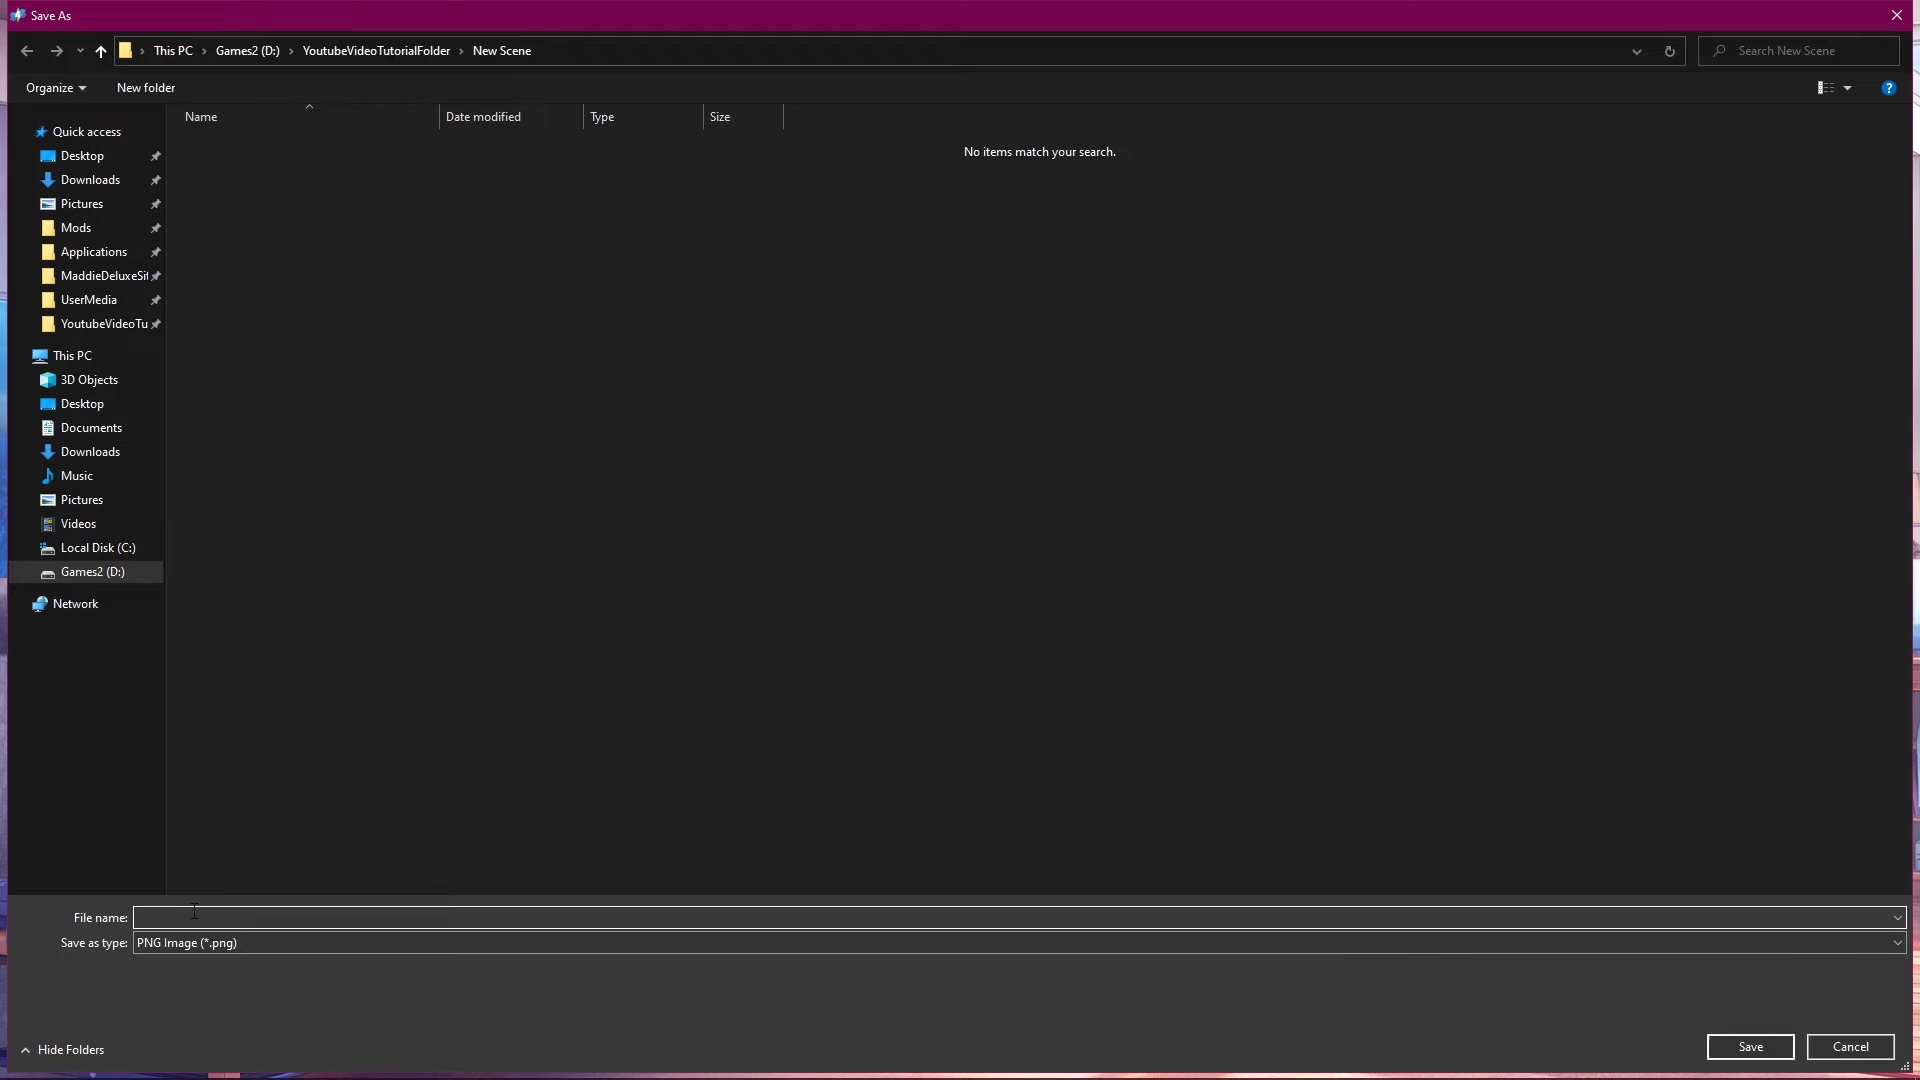 Save As
This PC > Games2 (D:) > YoutubeVideoTutorialFolder > New Scene
Search New Scene
Organize
New folder
Name
Date modified
Type
Size
No items match your search.
Quick access
Desktop
Downloads
Pictures
Mods
Applications
MaddieDeluxeSit
UserMedia
YoutubeVideoTu
This PC
3D Objects
Desktop
Documents
Downloads
Music
Pictures
Videos
Local Disk (C:)
Games2 (D:)
Network
File name:
Save as type: PNG Image (*.png)
Hide Folders
Save
Cancel